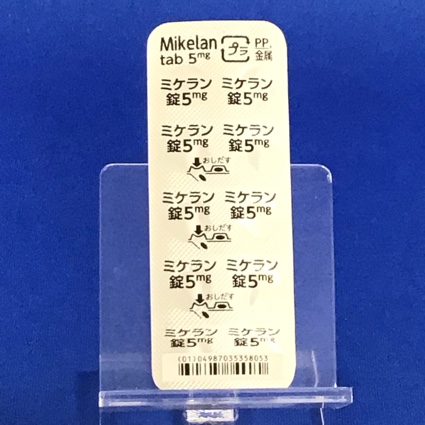 Mikelan
tab 5mg
プラ
PP,
金属
ミケラン ミケラン
錠5mg 錠5mg
ミケラン ミケラン
錠5mg 錠5mg
おしだす
ミケラン ミケラン
錠5mg 錠5mg
おしだす
ミケラン ミケラン
錠5mg 錠5mg
おしだす
ミケラン ミケラン
錠5mg 錠5mg
(01)04987035358053